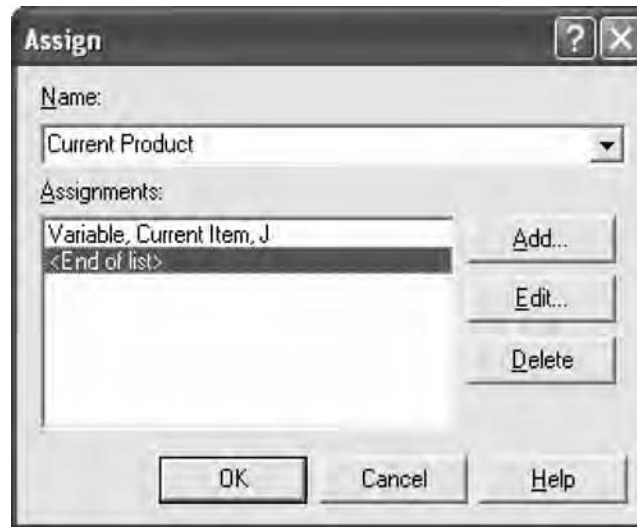 Assign
Name:
Current Product
Assignments:
Variable, Current Item, J
<End of list>
Add...
Edit...
Delete
OK Cancel Help